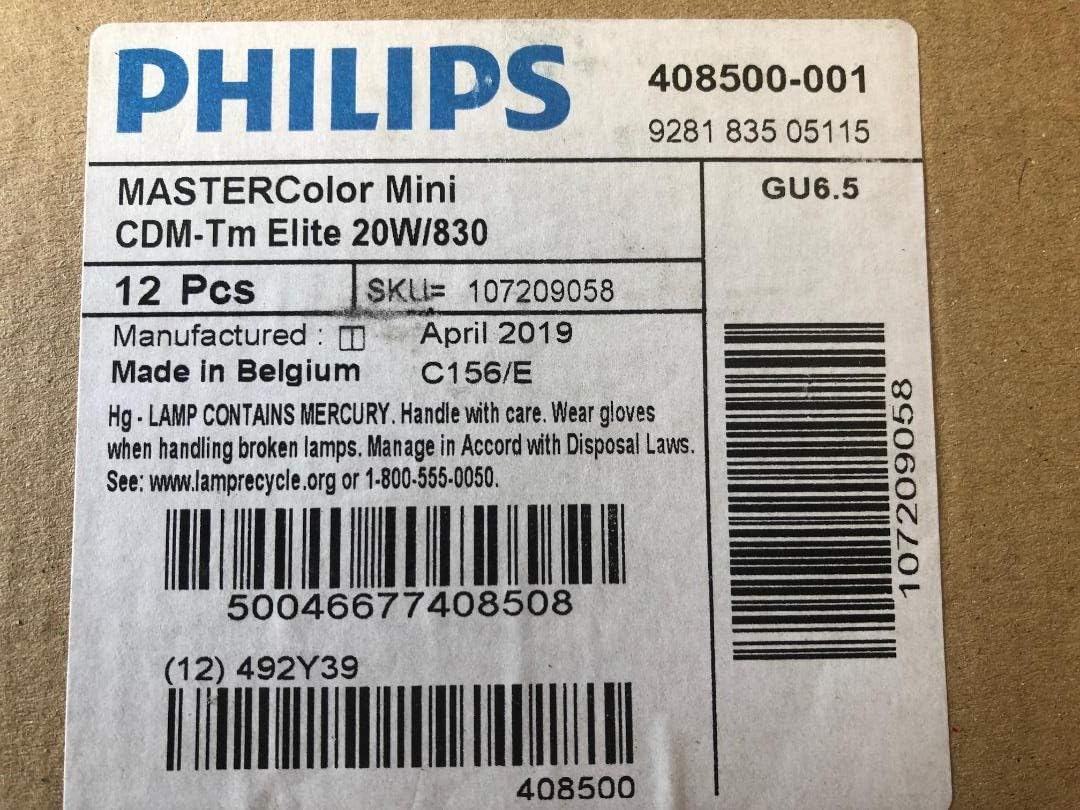 PHILIPS
408500-001
9281 835 05115
MASTERColor Mini
CDM-Tm Elite 20W/830
GU6.5
12 Pcs
SKU= 107209058
Manufactured : April 2019
Made in Belgium C156/E
Hg - LAMP CONTAINS MERCURY. Handle with care. Wear gloves
when handling broken lamps. Manage in Accord with Disposal Laws.
See: www.lamprecycle.org or 1-800-555-0050.
107209058
50046677408508
(12) 492Y39
408500